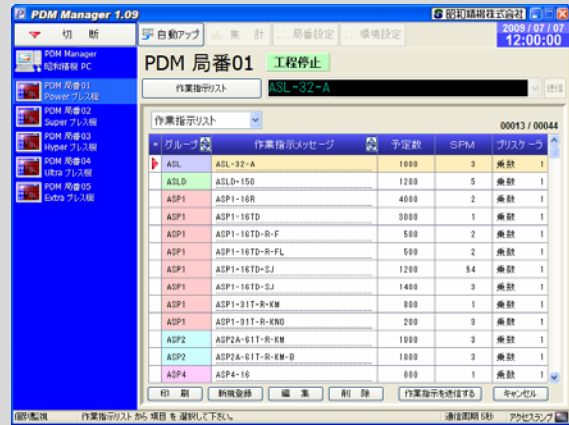 PDM Manager 1.09
昭和精機株式会社
切 断
自動アップ
集 計
局番設定
環境設定
2009 / 07 / 07
12:00:00
PDM Manager
昭和精機 PC
PDM 局番01
Power プレス機
PDM 局番02
Super プレス機
PDM 局番03
Hyper プレス機
PDM 局番04
Ultra プレス機
PDM 局番05
Extra プレス機
PDM 局番01 工程停止
作業指示リスト ASL-32-A 送信
作業指示リスト 00013 / 00044
グループ 作業指示メッセージ 予定数 SPM プリスケーラ
ASL ASL-32-A 1000 3 乗数 1
ASLD ASLD-150 1200 5 乗数 1
ASP1 ASP1-16R 4000 2 乗数 1
ASP1 ASP1-16TD 3000 1 乗数 1
ASP1 ASP1-16TD-R-F 500 2 乗数 1
ASP1 ASP1-16TD-R-FL 500 2 乗数 1
ASP1 ASP1-16TD-SJ 1200 54 乗数 1
ASP1 ASP1-16TD-SJ 1400 3 乗数 1
ASP1 ASP1-31T-R-KM 800 1 乗数 1
ASP1 ASP1-31T-R-KNO 200 3 乗数 1
ASP2 ASP2A-61T-R-KM 1000 3 乗数 1
ASP2 ASP2A-61T-R-KM-B 1000 3 乗数 1
ASP4 ASP4-16 800 1 乗数 1
印 刷 新規登録 編 集 削 除 作業指示を送信する キャンセル
個別監視 作業指示リスト から 項目 を 選択して下さい。 通信周期 5秒 アクセスランプ